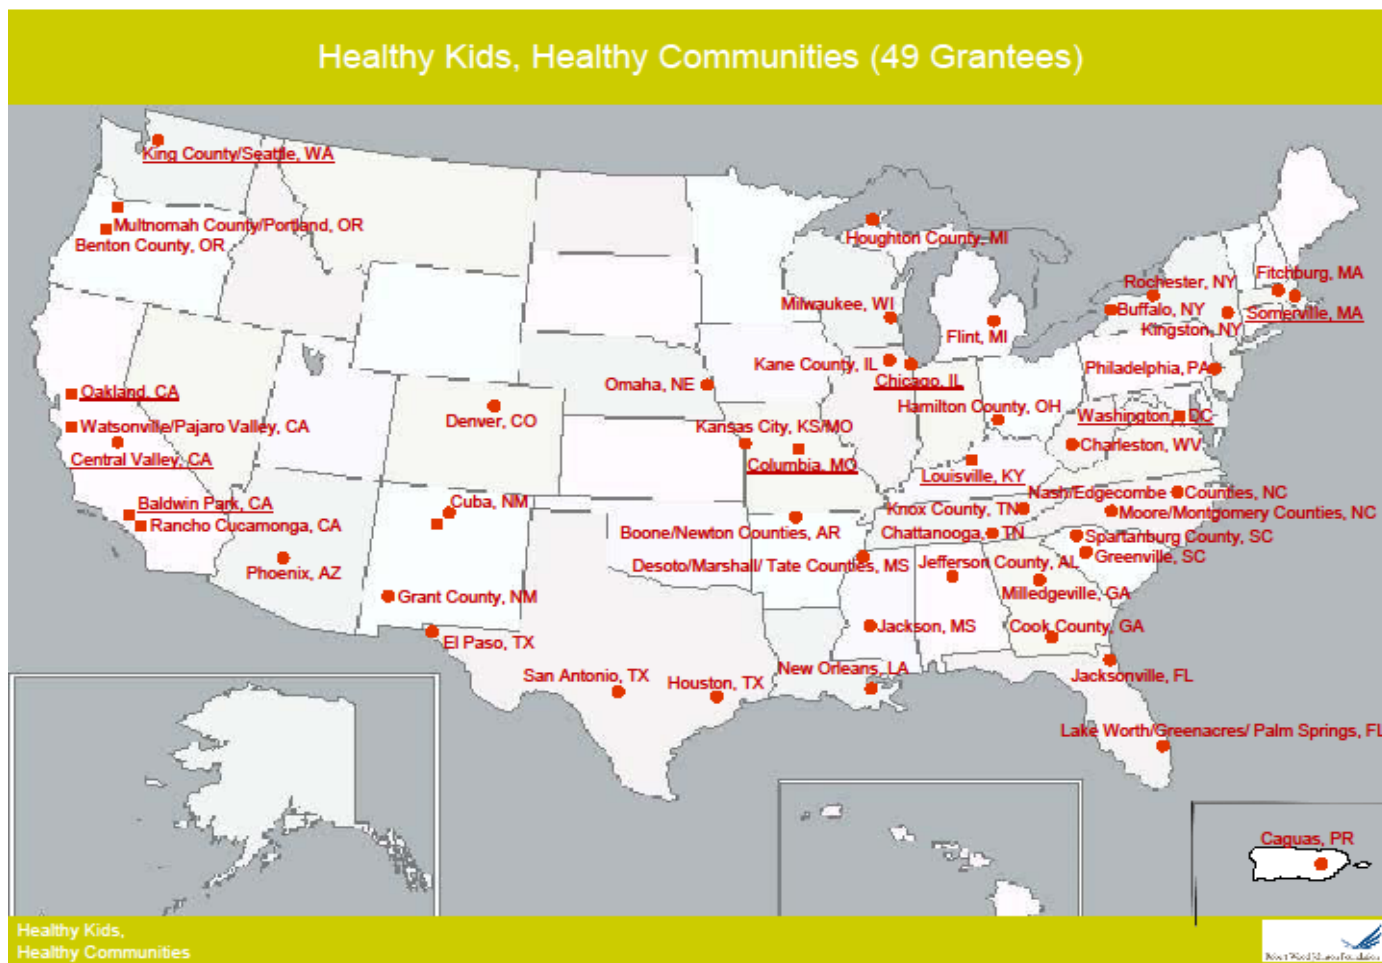 Healthy Kids, Healthy Communities (49 Grantees)
King County/Seattle, WA
Multnomah County/Portland, OR
Benton County, OR
Houghton County, MI
Fitchburg, MA
Rochester, NY
Milwaukee, WI
Buffalo, NY
Somerville, MA
Kingston, NY
Flint, MI
Kane County, IL
Philadelphia, PA
Chicago, IL
Omaha, NE
Oakland, CA
Hamilton County, OH
Denver, CO
Washington, DC
Watsonville/Pajaro Valley, CA
Kansas City, KS/MO
Charleston, WV
Central Valley, CA
Columbia, MO
Louisville, KY
Nash/Edgecombe Counties, NC
Baldwin Park, CA
Cuba, NM
Knox County, TN
Moore/Montgomery Counties, NC
Rancho Cucamonga, CA
Boone/Newton Counties, AR
Chattanooga, TN
Spartanburg County, SC
Greenville, SC
Phoenix, AZ
Desoto/Marshall/ Tate Counties, MS
Jefferson County, AL
Milledgeville, GA
Grant County, NM
Jackson, MS
Cook County, GA
El Paso, TX
San Antonio, TX
Houston, TX
New Orleans, LA
Jacksonville, FL
Lake Worth/Greenacres/ Palm Springs, FL
Caguas, PR
Healthy Kids,
Healthy Communities
Robert Wood Johnson Foundation